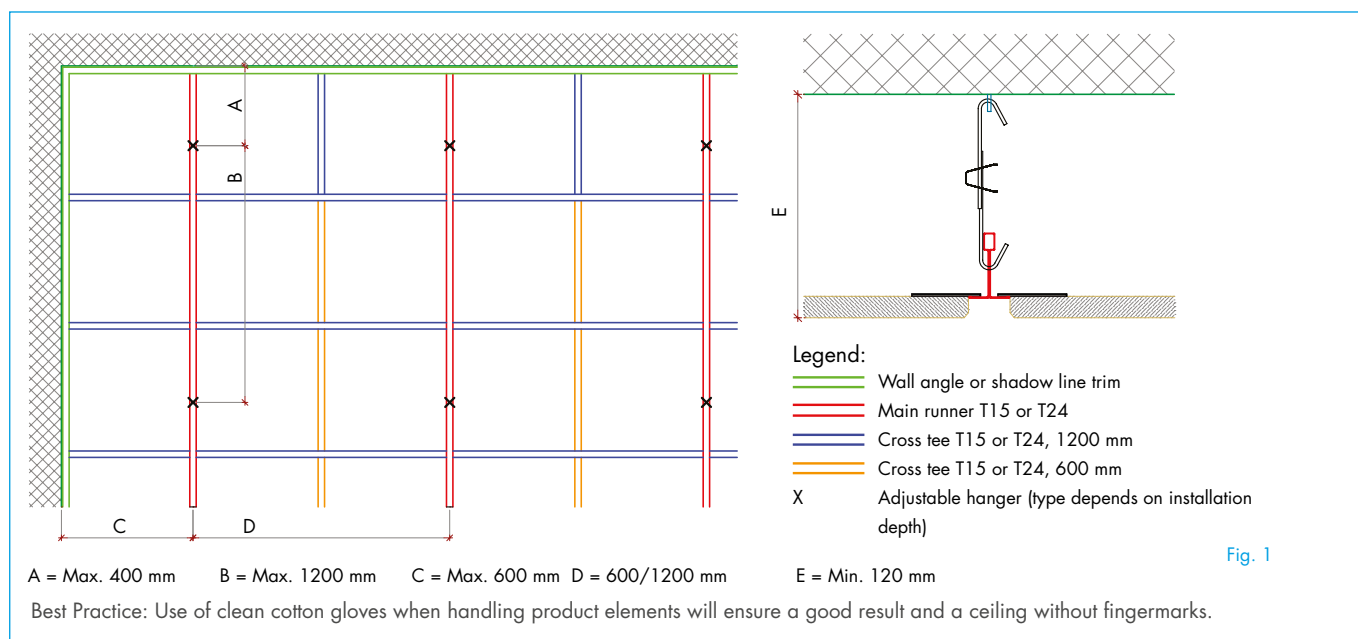 A
B
C
D
E
Legend:
Wall angle or shadow line trim
Main runner T15 or T24
Cross tee T15 or T24, 1200 mm
Cross tee T15 or T24, 600 mm
X Adjustable hanger (type depends on installation
depth)
Fig. 1
A = Max. 400 mm B = Max. 1200 mm C = Max. 600 mm D = 600/1200 mm E = Min. 120 mm
Best Practice: Use of clean cotton gloves when handling product elements will ensure a good result and a ceiling without fingermarks.